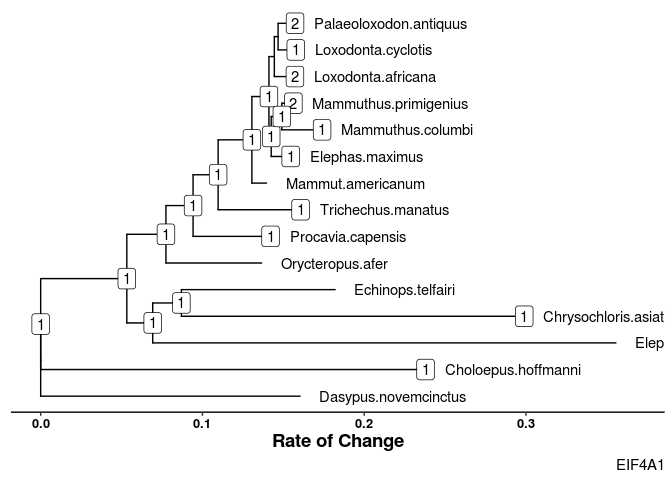 2 Palaeoloxodon.antiquus
1 Loxodonta.cyclotis
2 Loxodonta.africana
1
2 Mammuthus.primigenius
1
1 Mammuthus.columbi
1
1
1 Elephas.maximus
1
Mammut.americanum
1
1 Trichechus.manatus
1
1 Procavia.capensis
Orycteropus.afer
1
Echinops.telfairi
1
1 Chrysochloris.asiat
1
1
Elep
1 Choloepus.hoffmanni
Dasypus.novemcinctus
0.0 0.1 0.2 0.3
Rate of Change
EIF4A1